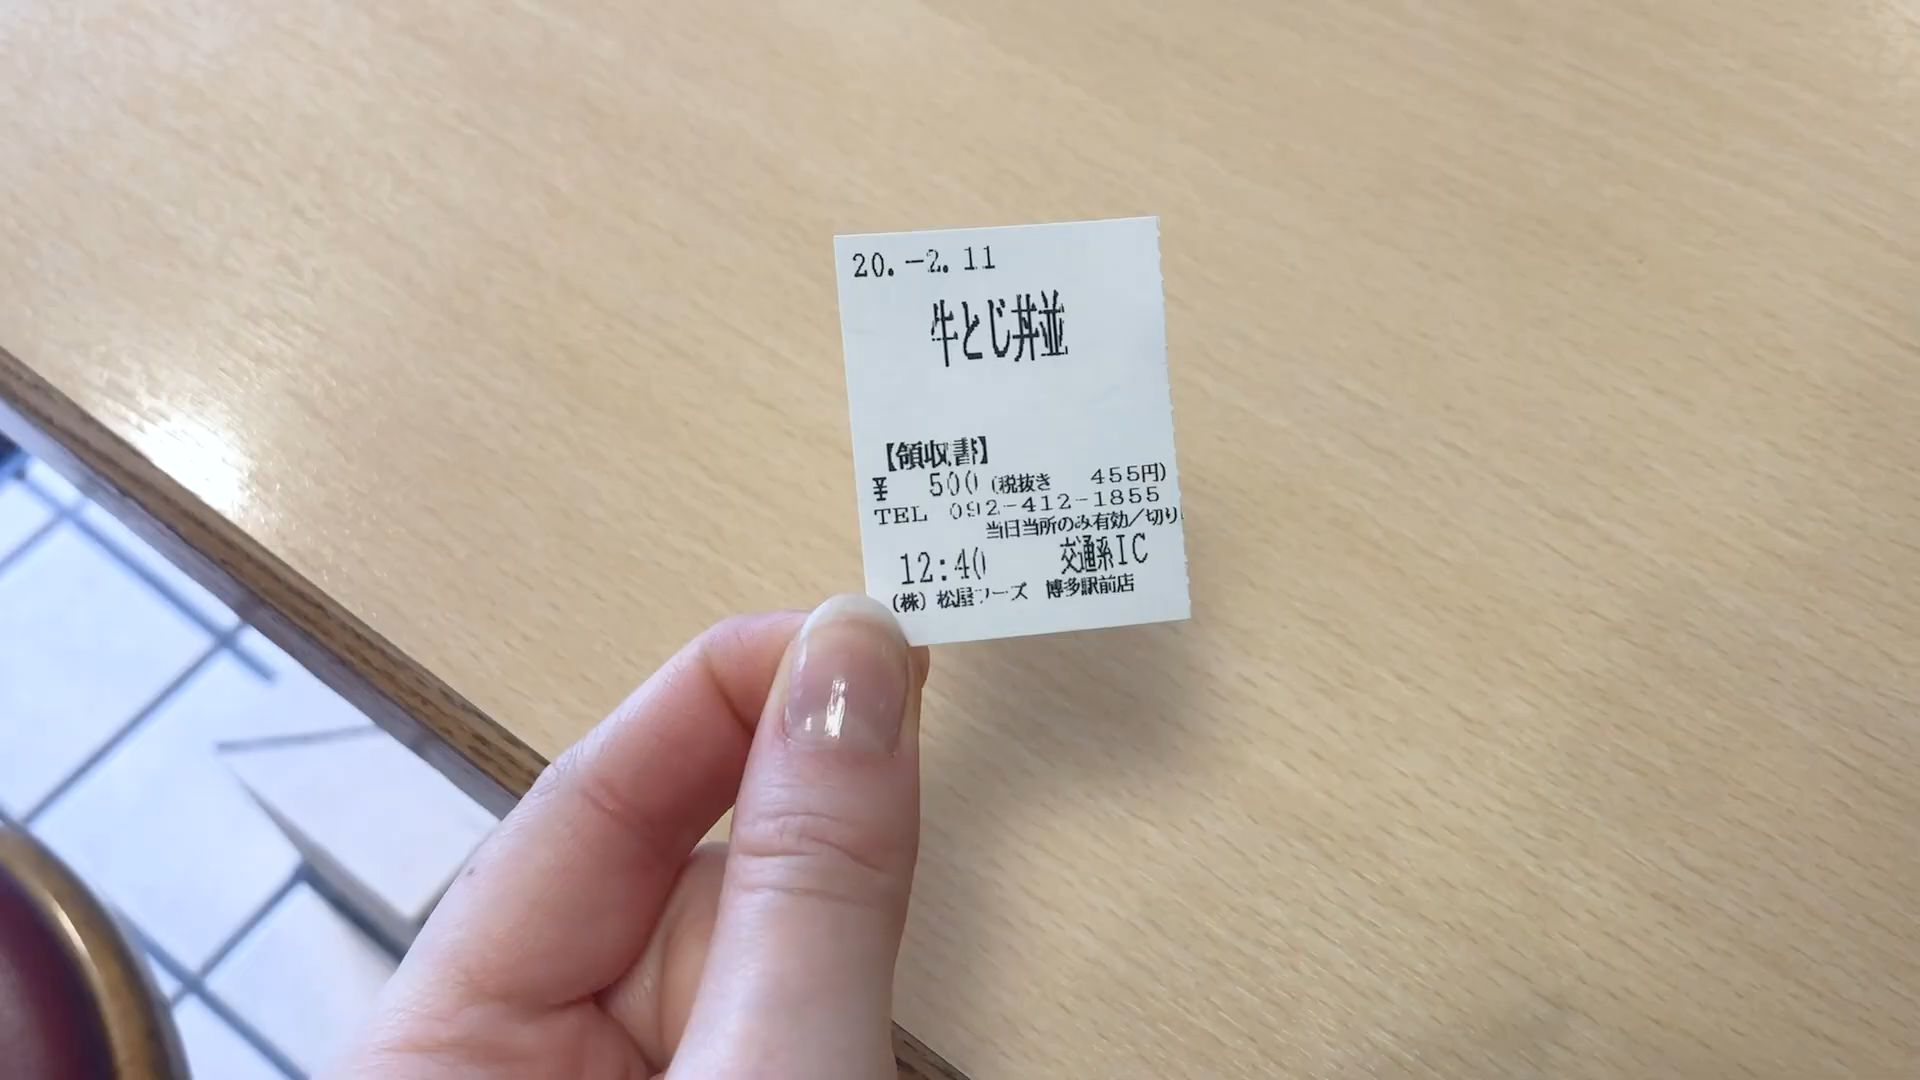 20.-2.11
牛とじ丼並
【領収書】
¥ 500 (税抜き 455円)
TEL 092-412-1855
当日当所のみ有効/切り
12:40 交通系IC
(株) 松屋フーズ 博多駅前店